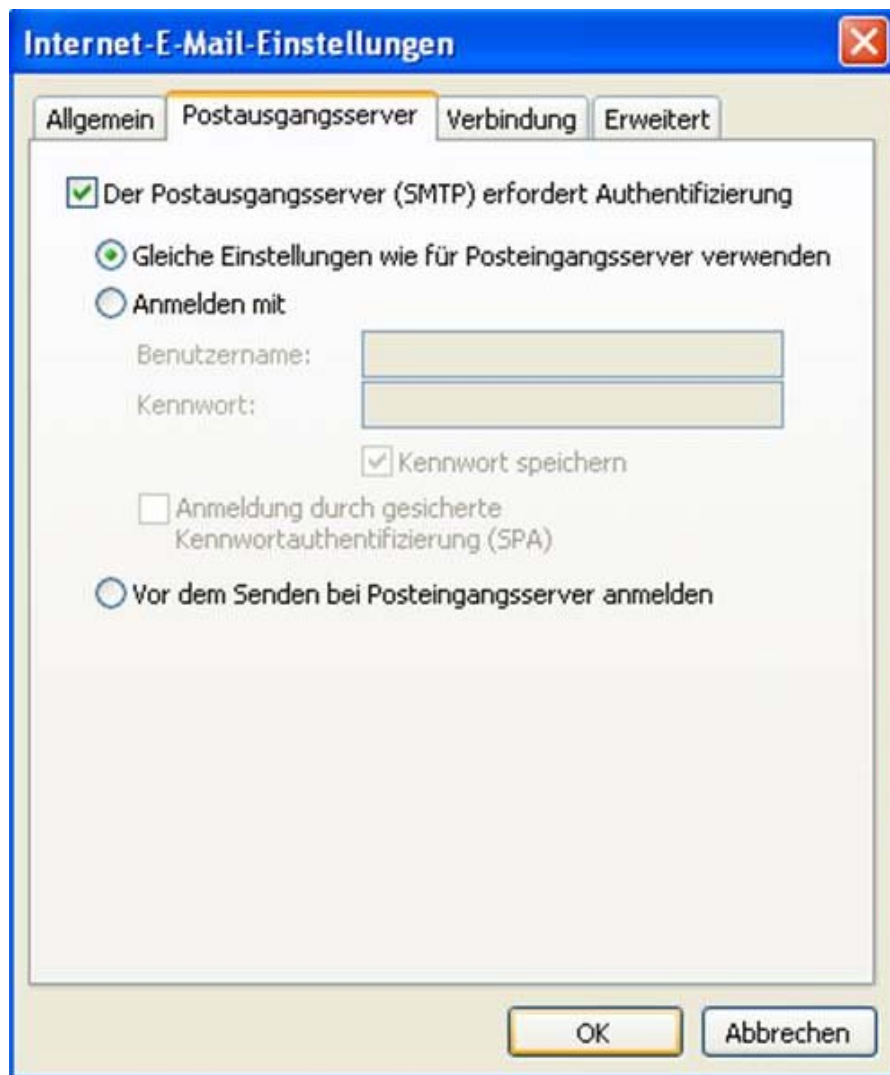 Internet-E-Mail-Einstellungen
Allgemein Postausgangsserver Verbindung Erweitert
Der Postausgangsserver (SMTP) erfordert Authentifizierung
Gleiche Einstellungen wie für Posteingangsserver verwenden
Anmelden mit
Benutzername:
Kennwort:
Kennwort speichern
Anmeldung durch gesicherte
Kennwortauthentifizierung (SPA)
Vor dem Senden bei Posteingangsserver anmelden
OK Abbrechen